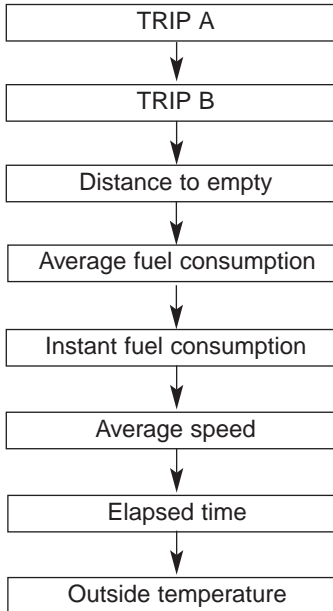 TRIP A
TRIP B
Distance to empty
Average fuel consumption
Instant fuel consumption
Average speed
Elapsed time
Outside temperature